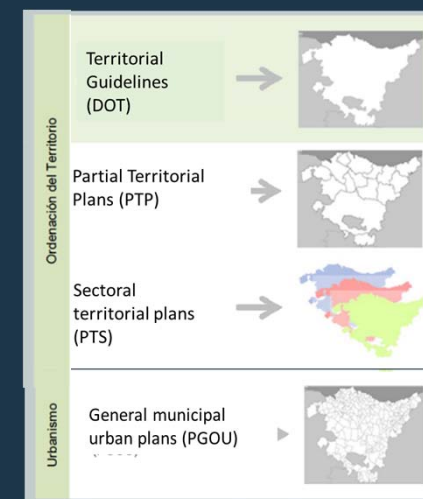 Ordenación del Territorio
Territorial
Guidelines
(DOT)
Partial Territorial
Plans (PTP)
Sectoral
territorial plans
(PTS)
Urbanismo
General municipal
urban plans (PGOU)